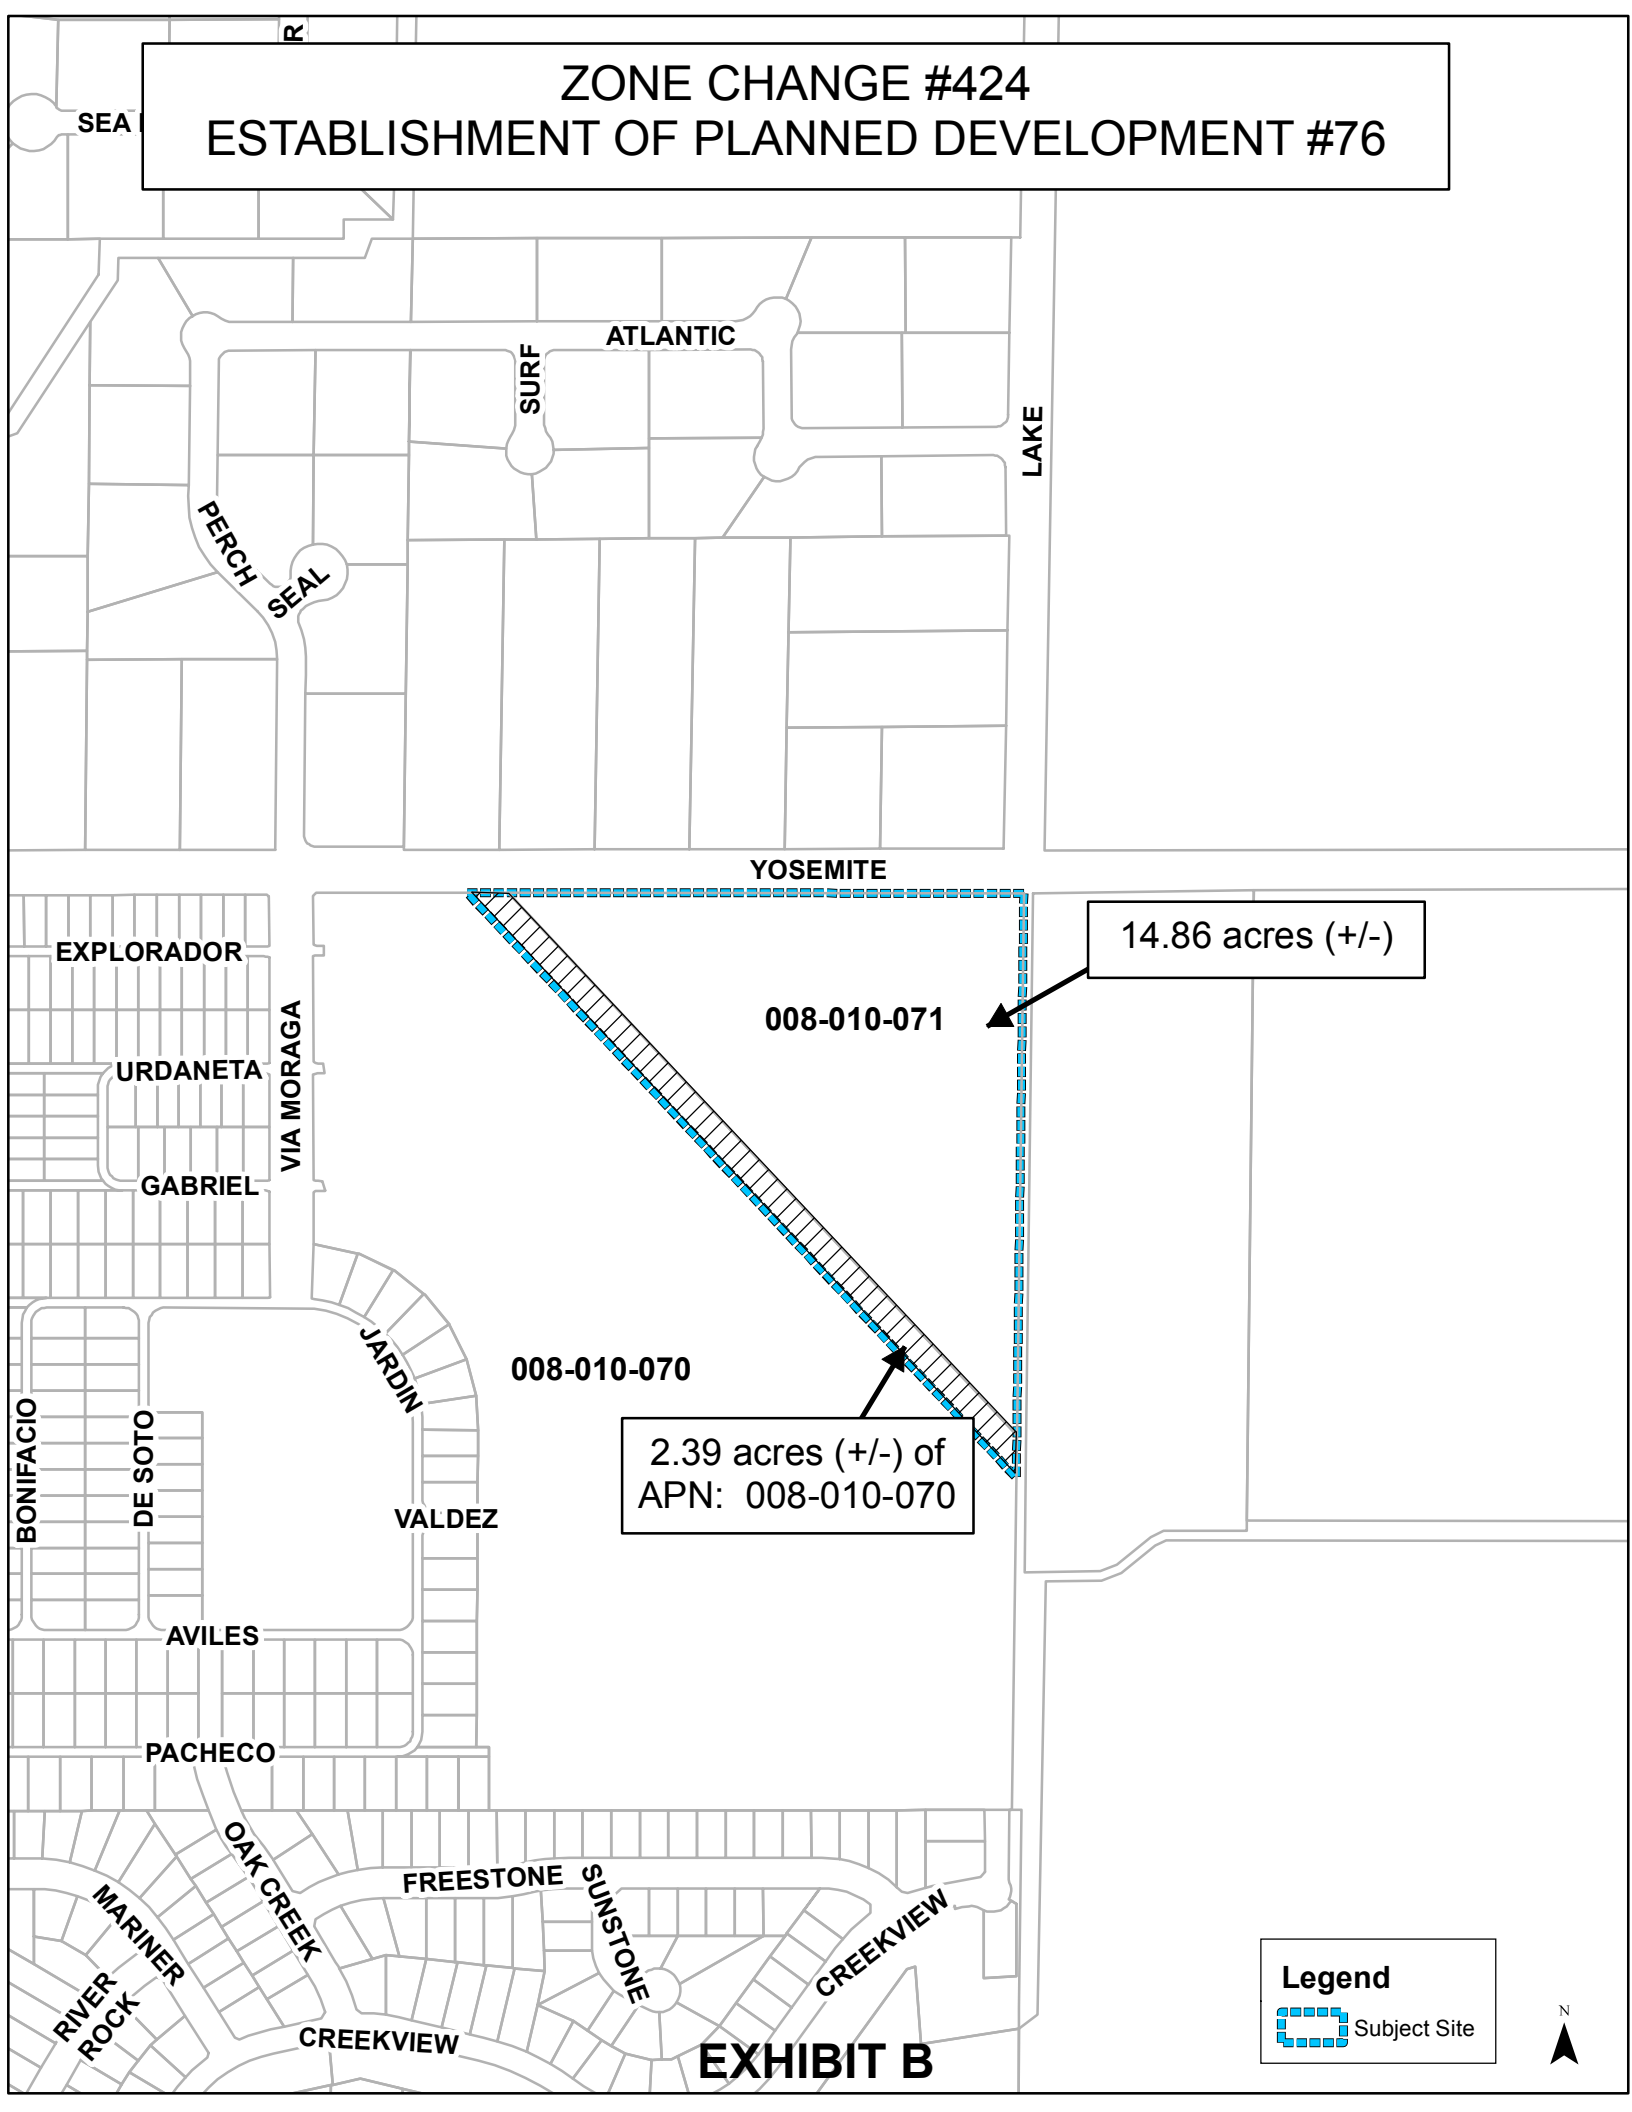 R
ZONE CHANGE #424
ESTABLISHMENT OF PLANNED DEVELOPMENT #76
SEA
ATLANTIC
SURF
LAKE
PERCH
SEAL
YOSEMITE
14.86 acres (+/-)
EXPLORADOR
008-010-071
VIA MORAGA
URDANETA
GABRIEL
JARDIN
008-010-070
BONIFACIO
DE SOTO
2.39 acres (+/-) of
APN: 008-010-070
VALDEZ
AVILES
PACHECO
OAK CREEK
FREESTONE
SUNSTONE
MARINER
CREEKVIEW
RIVER
ROCK
CREEKVIEW
EXHIBIT B
Legend
Subject Site
N